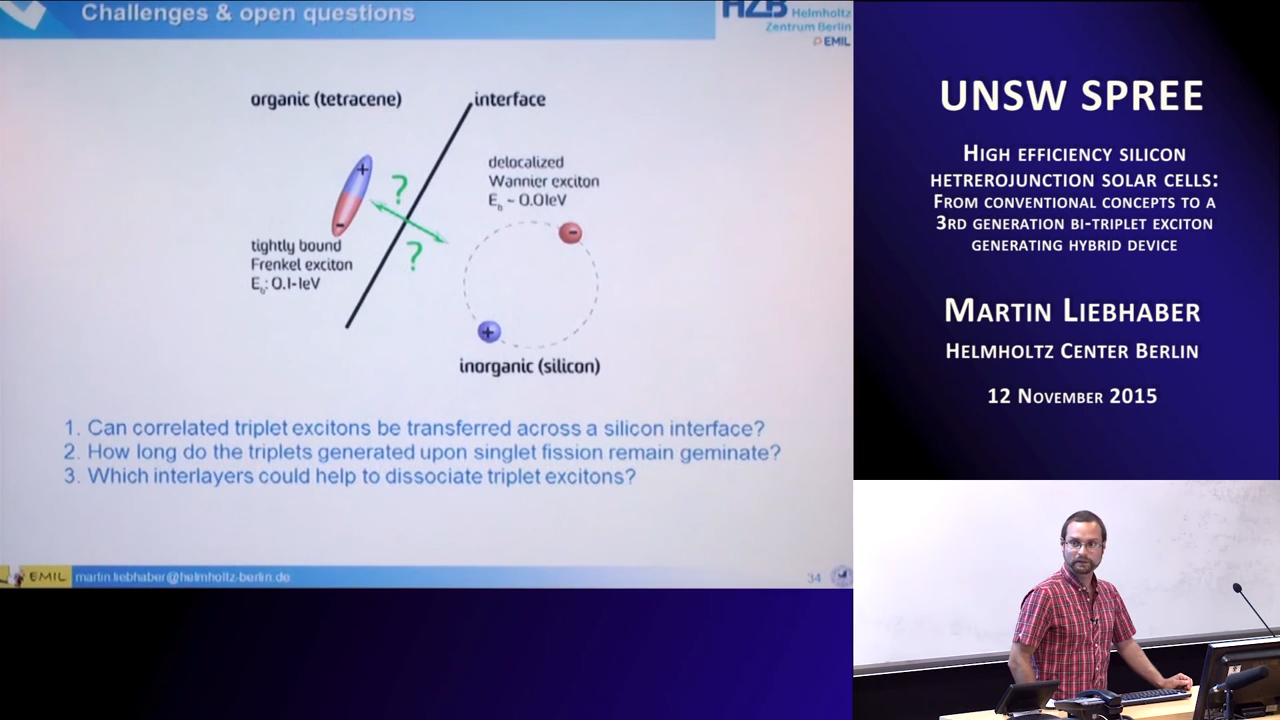 Challenges & open questions
HZB Helmholtz
Zentrum Berlin
EMIL
organic (tetracene)
interface
delocalized
Wannier exciton
E_b ~ 0.01eV
+
?
-
-
?
tightly bound
Frenkel exciton
E_b: 0.1-1eV
+
inorganic (silicon)
1. Can correlated triplet excitons be transferred across a silicon interface?
2. How long do the triplets generated upon singlet fission remain geminate?
3. Which interlayers could help to dissociate triplet excitons?
EMIL
martin.liebhaber@helmholtz-berlin.de
34
UNSW SPREE
HIGH EFFICIENCY SILICON
HETREROJUNCTION SOLAR CELLS:
FROM CONVENTIONAL CONCEPTS TO A
3RD GENERATION BI-TRIPLET EXCITON
GENERATING HYBRID DEVICE
MARTIN LIEBHABER
HELMHOLTZ CENTER BERLIN
12 NOVEMBER 2015